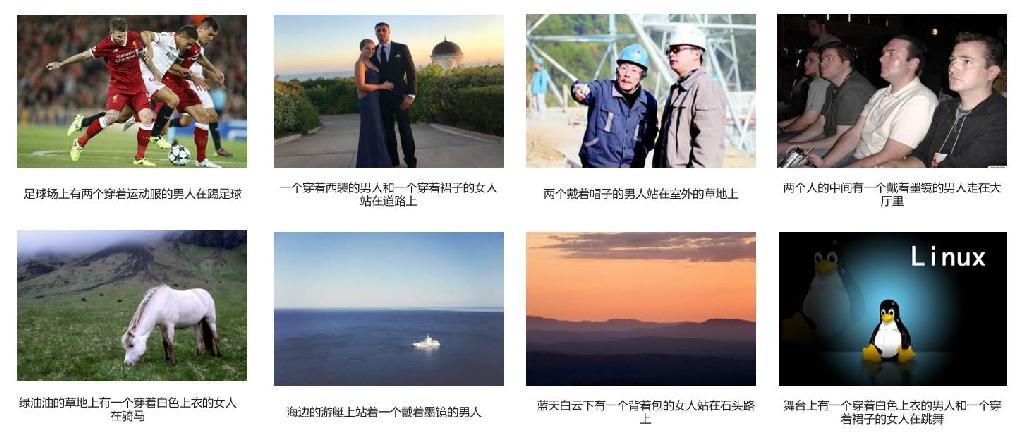 足球场上有两个穿着运动服的男人在踢足球
一个穿着西装的男人和一个穿着裙子的女人
站在道路上
两个戴着帽子的男人站在室外的草地上
两个人的中间有一个戴着墨镜的男人走在大
厅里
Linux
绿油油的草地上有一个穿着白色上衣的女人
在骑马
海边的游艇上站着一个戴着墨镜的男人
蓝天白云下有一个背着包的女人站在石头路
上
舞台上有一个穿着白色上衣的男人和一个穿
着裙子的女人在跳舞